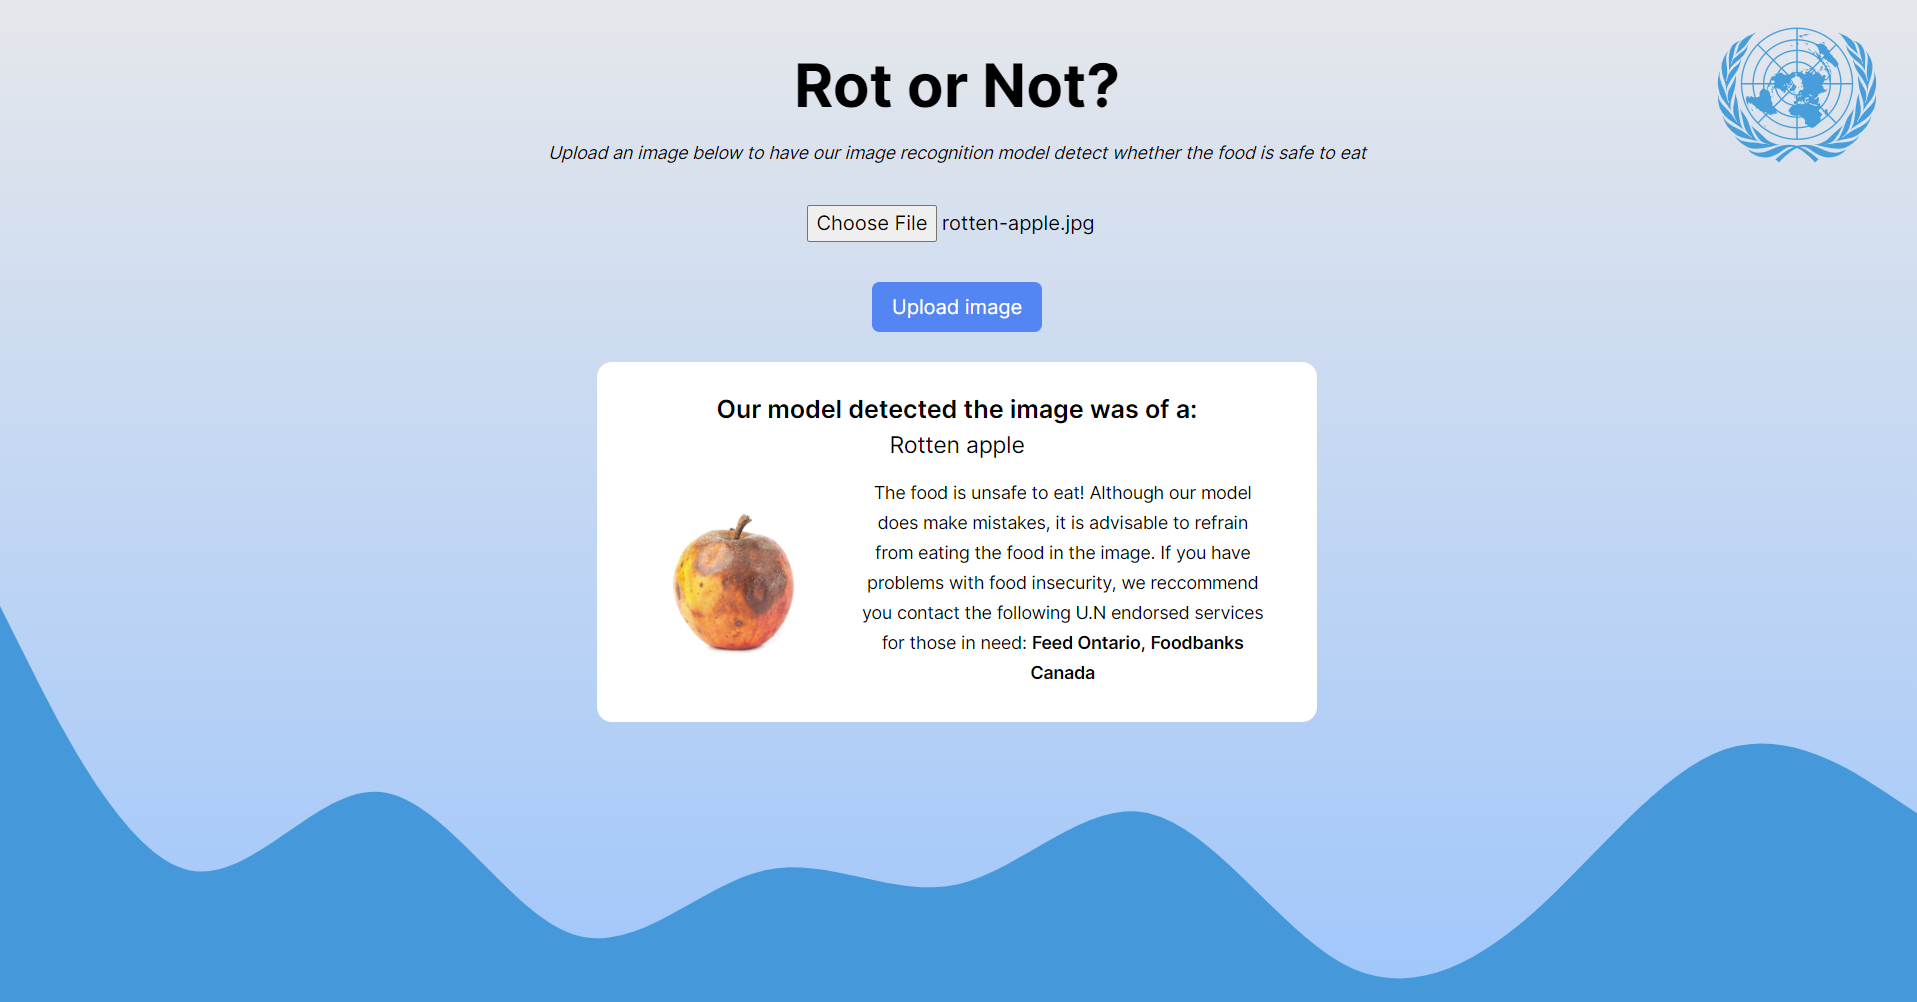 Rot or Not?
Upload an image below to have our image recognition model detect whether the food is safe to eat
Choose File rotten-apple.jpg
Upload image
Our model detected the image was of a:
Rotten apple
The food is unsafe to eat! Although our model
does make mistakes, it is advisable to refrain
from eating the food in the image. If you have
problems with food insecurity, we reccommend
you contact the following U.N endorsed services
for those in need: Feed Ontario, Foodbanks
Canada